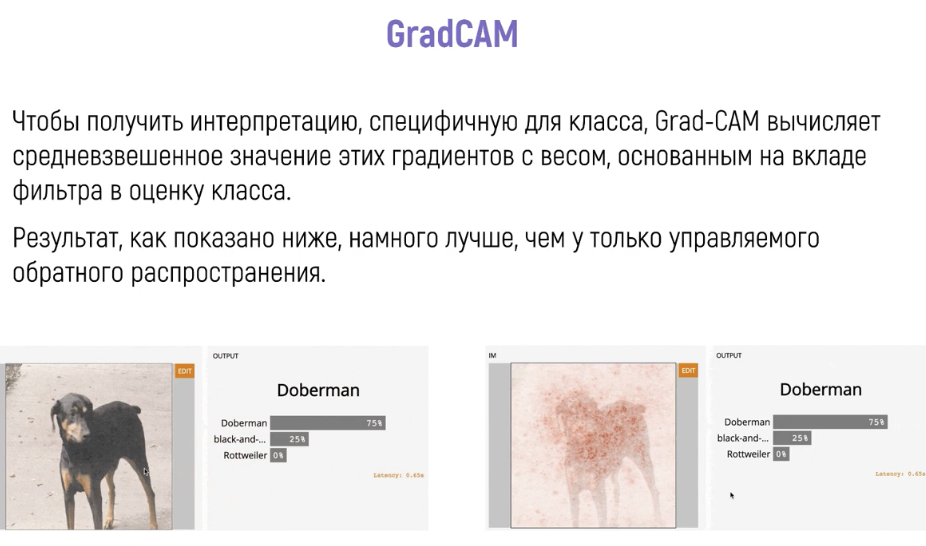 GradCAM
Чтобы получить интерпретацию, специфичную для класса, Grad-CAM вычисляет
средневзвешенное значение этих градиентов с весом, основанным на вкладе
фильтра в оценку класса.
Результат, как показано ниже, намного лучше, чем у только управляемого
обратного распространения.
EDIT
OUTPUT
Doberman
Doberman 75%
black-and-... 25%
Rottweiler 0%
Latency: 0.65s
IM
EDIT
OUTPUT
Doberman
Doberman 75%
black-and-... 25%
Rottweiler 0%
Latency: 0.65s